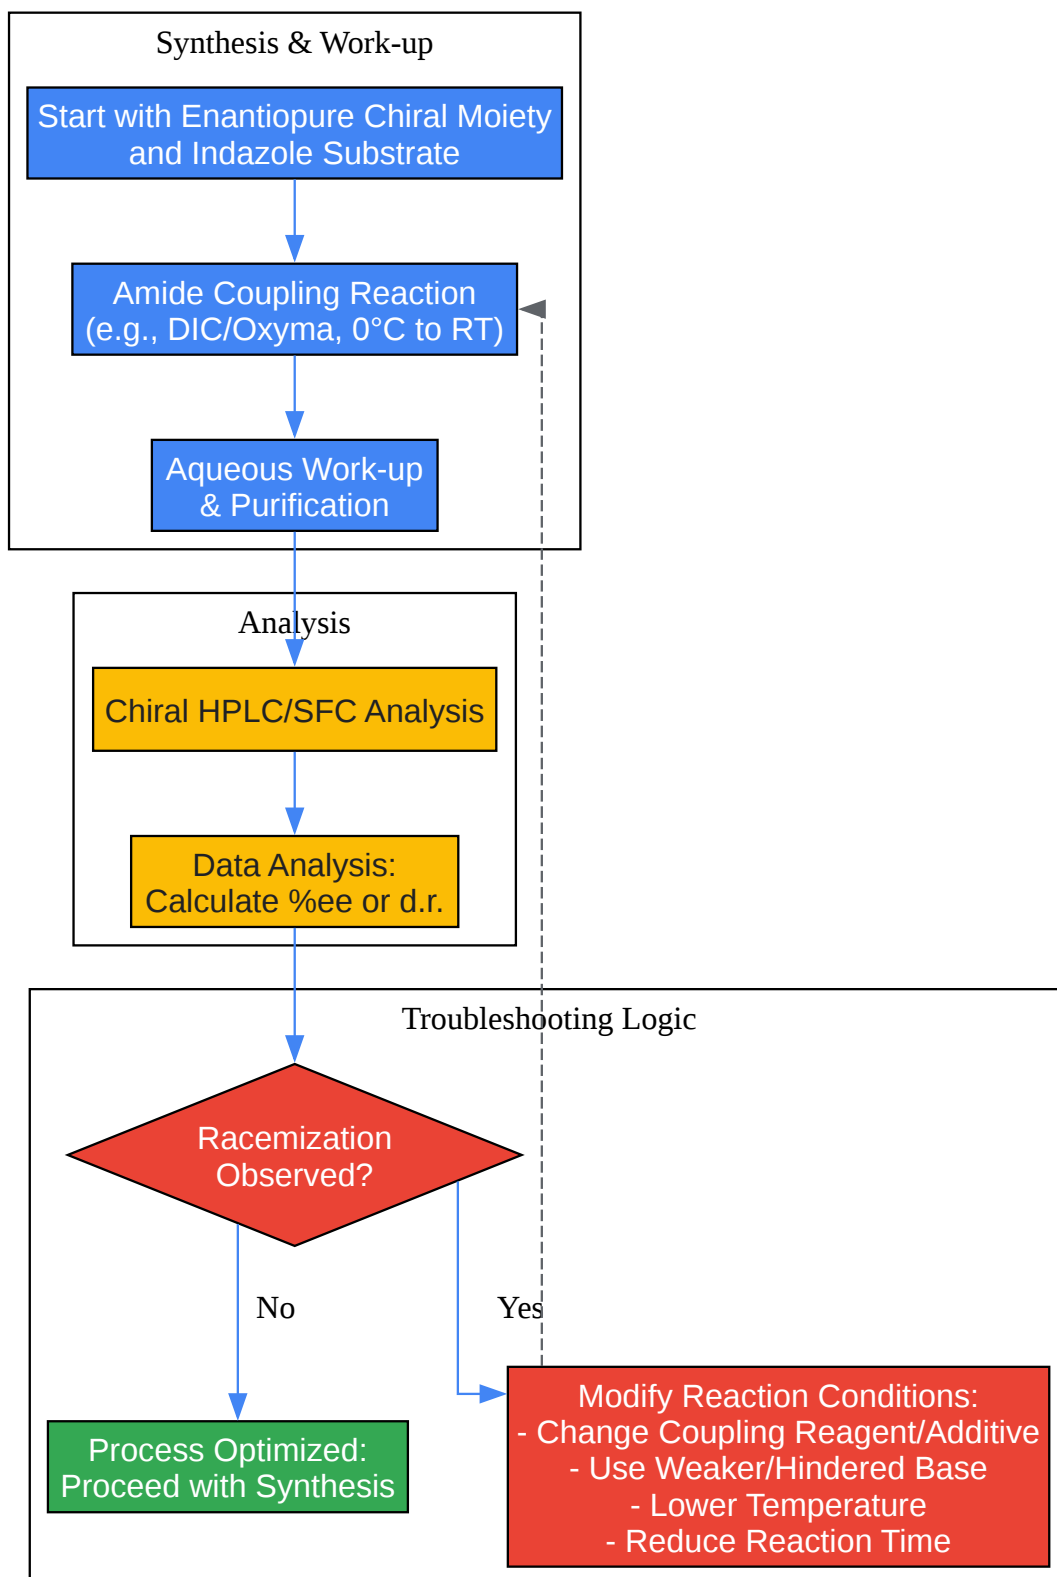 Synthesis & Work-up
Start with Enantiopure Chiral Moiety
and Indazole Substrate
Amide Coupling Reaction
(e.g., DIC/Oxyma, 0°C to RT)
Aqueous Work-up
& Purification
Analysis
Chiral HPLC/SFC Analysis
Data Analysis:
Calculate %ee or d.r.
Troubleshooting Logic
Racemization
Observed?
No
Yes
Process Optimized:
Proceed with Synthesis
Modify Reaction Conditions:
- Change Coupling Reagent/Additive
- Use Weaker/Hindered Base
- Lower Temperature
- Reduce Reaction Time